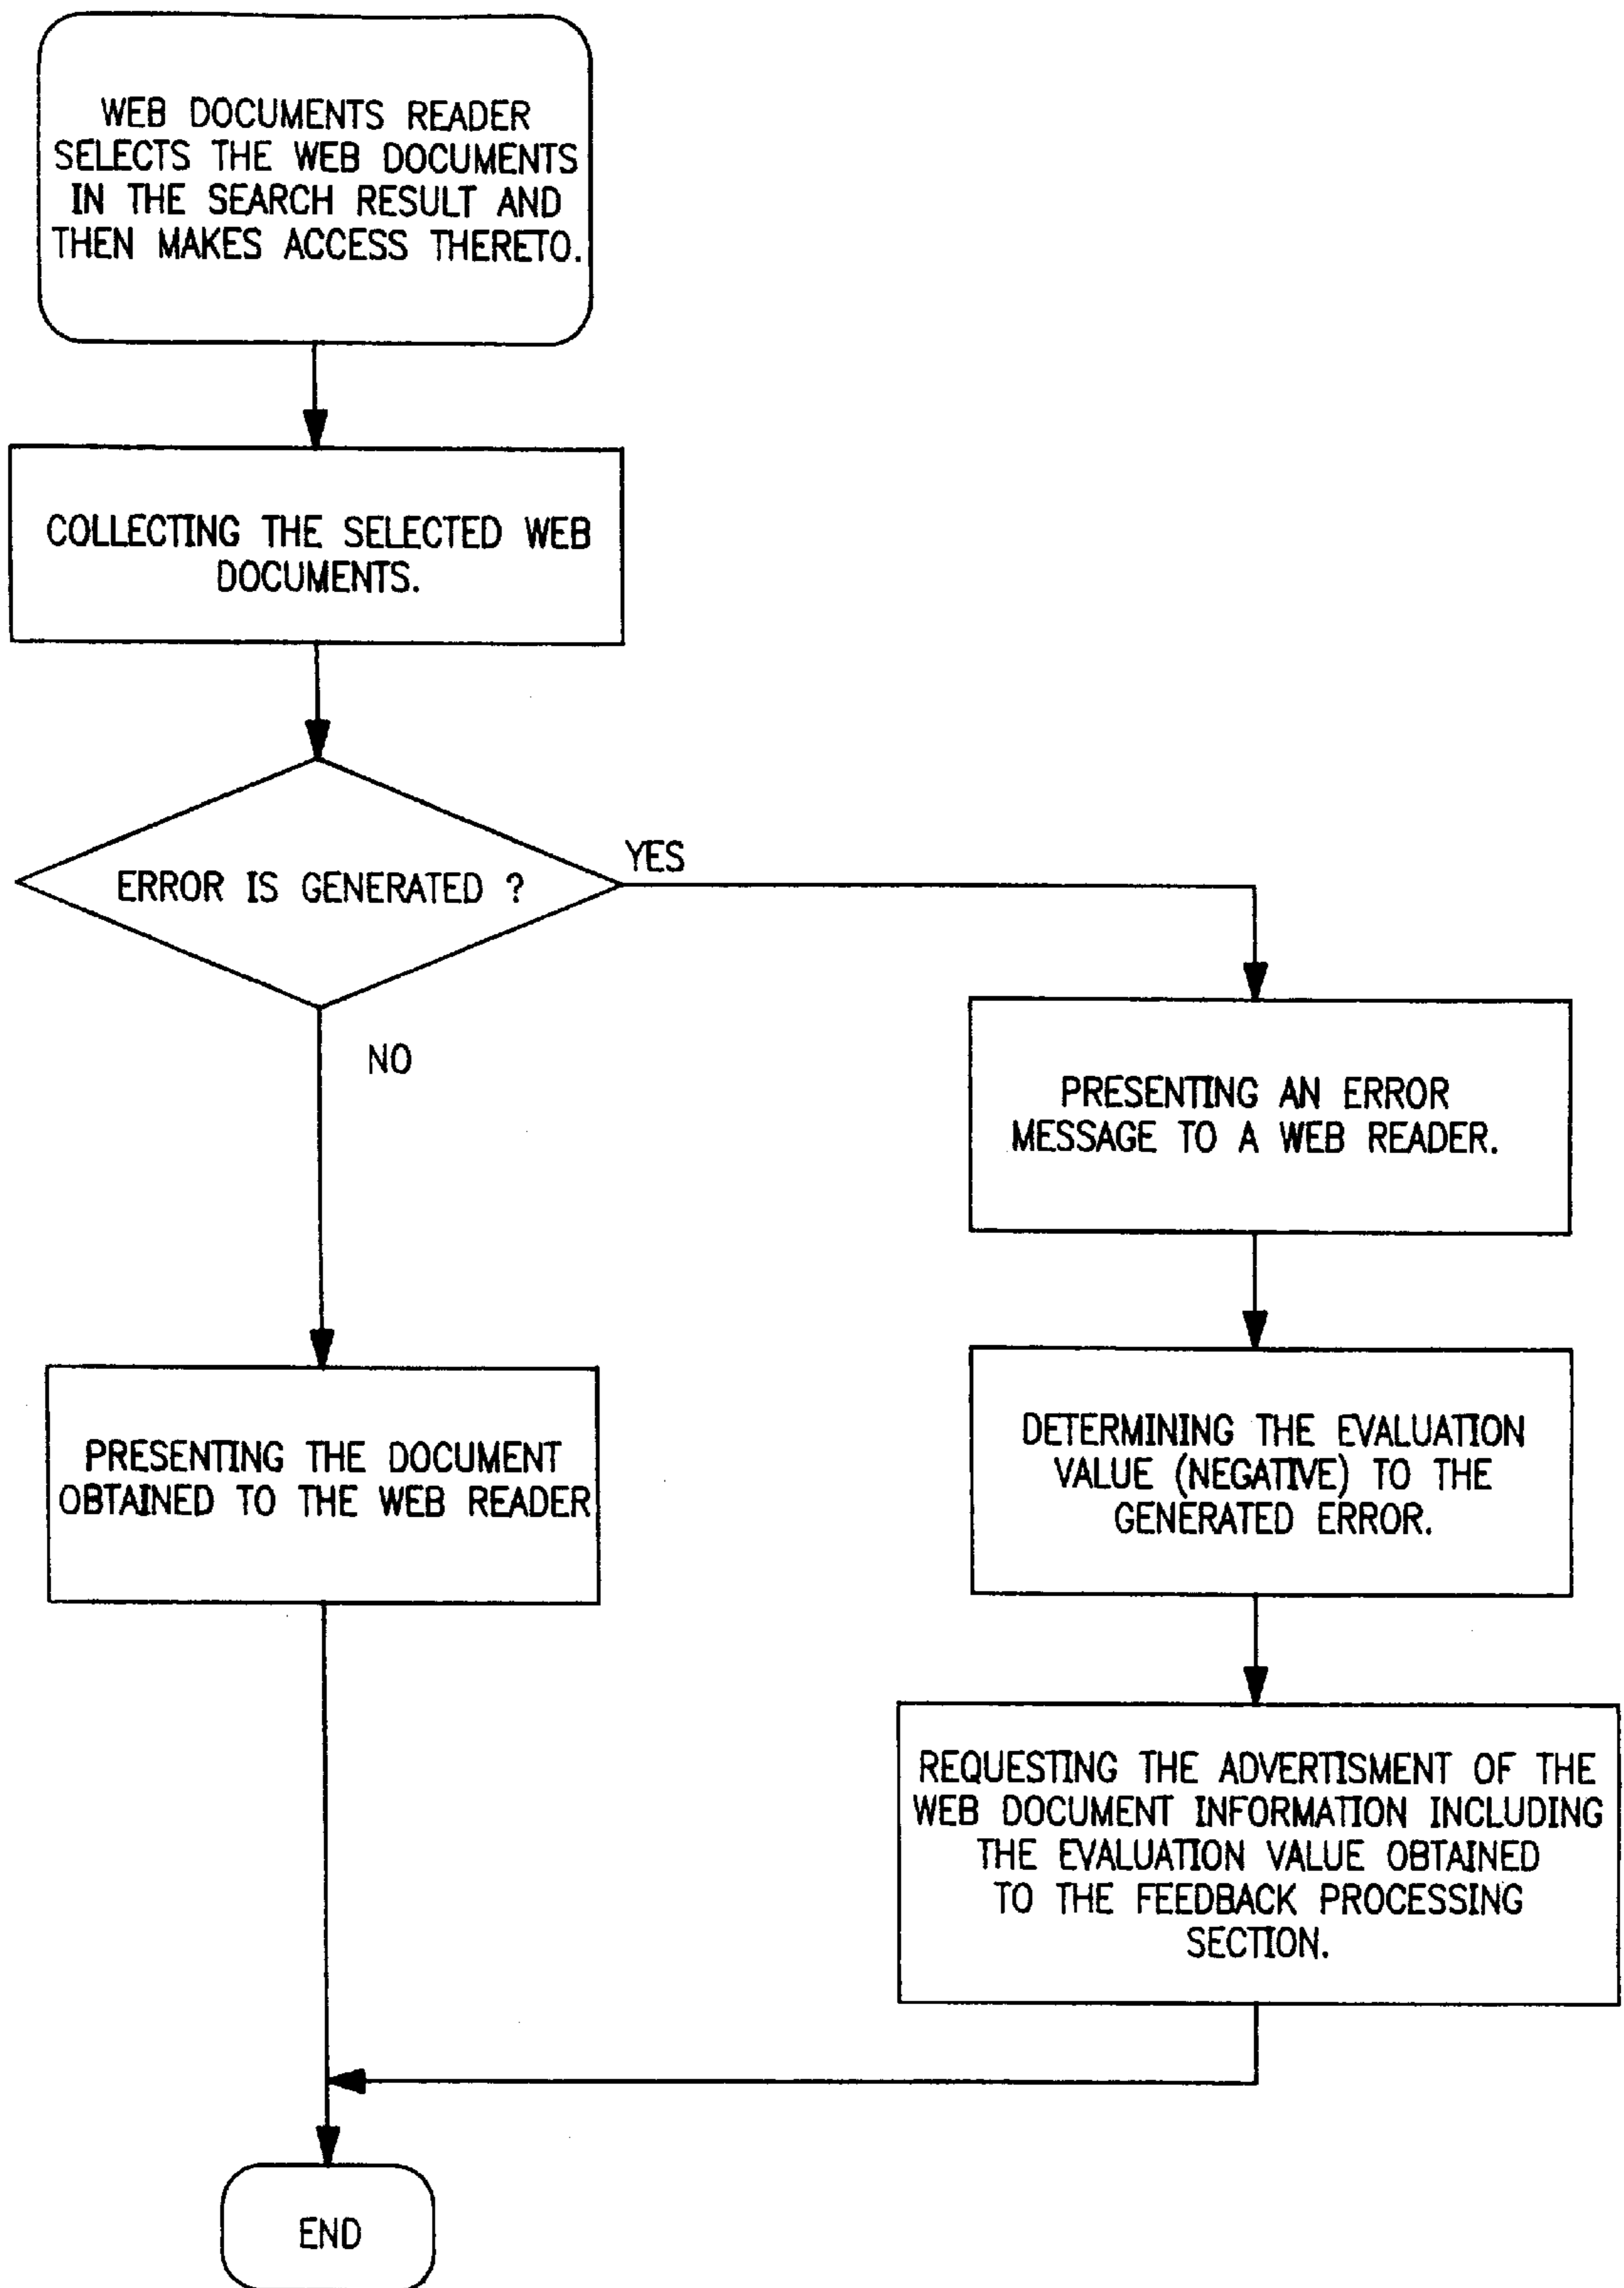 WEB DOCUMENTS READER
SELECTS THE WEB DOCUMENTS
IN THE SEARCH RESULT AND
THEN MAKES ACCESS THERETO.
COLLECTING THE SELECTED WEB
DOCUMENTS.
ERROR IS GENERATED ?
YES
NO
PRESENTING AN ERROR
MESSAGE TO A WEB READER.
PRESENTING THE DOCUMENT
OBTAINED TO THE WEB READER
DETERMINING THE EVALUATION
VALUE (NEGATIVE) TO THE
GENERATED ERROR.
REQUESTING THE ADVERTISMENT OF THE
WEB DOCUMENT INFORMATION INCLUDING
THE EVALUATION VALUE OBTAINED
TO THE FEEDBACK PROCESSING
SECTION.
END